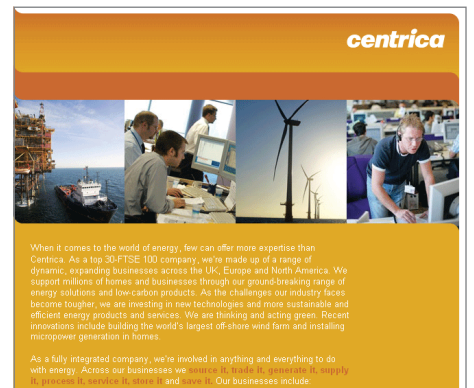 centrica
When it comes to the world of energy, few can offer more expertise than
Centrica. As a top 30-FTSE 100 company, we're made up of a range of
dynamic, expanding businesses across the UK, Europe and North America. We
support millions of homes and businesses through our ground-breaking range of
energy solutions and low-carbon products. As the challenges our industry faces
become tougher, we are investing in new technologies and more sustainable and
efficient energy products and services. We are thinking and acting green. Recent
innovations include building the world's largest off-shore wind farm and installing
micropower generation in homes.
As a fully integrated company, we're involved in anything and everything to do
with energy. Across our businesses we source it, trade it, generate it, supply
it, process it, service it, store it and save it. Our businesses include: